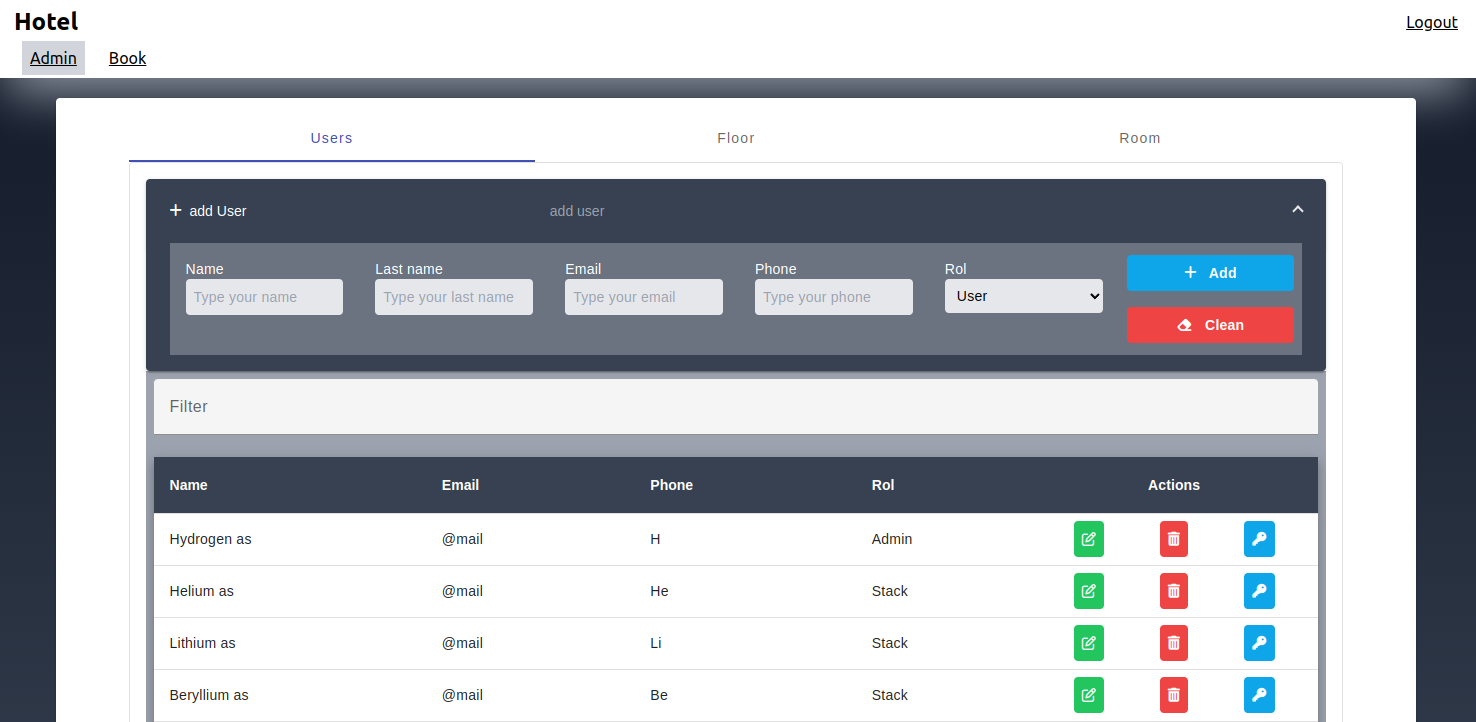 Hotel
Logout
Admin Book
Users Floor Room
+ add User add user
Name Last name Email Phone Rol
Type your name Type your last name Type your email Type your phone User
+ Add
Clean
Filter
Name Email Phone Rol Actions
Hydrogen as @mail H Admin
Helium as @mail He Stack
Lithium as @mail Li Stack
Beryllium as @mail Be Stack